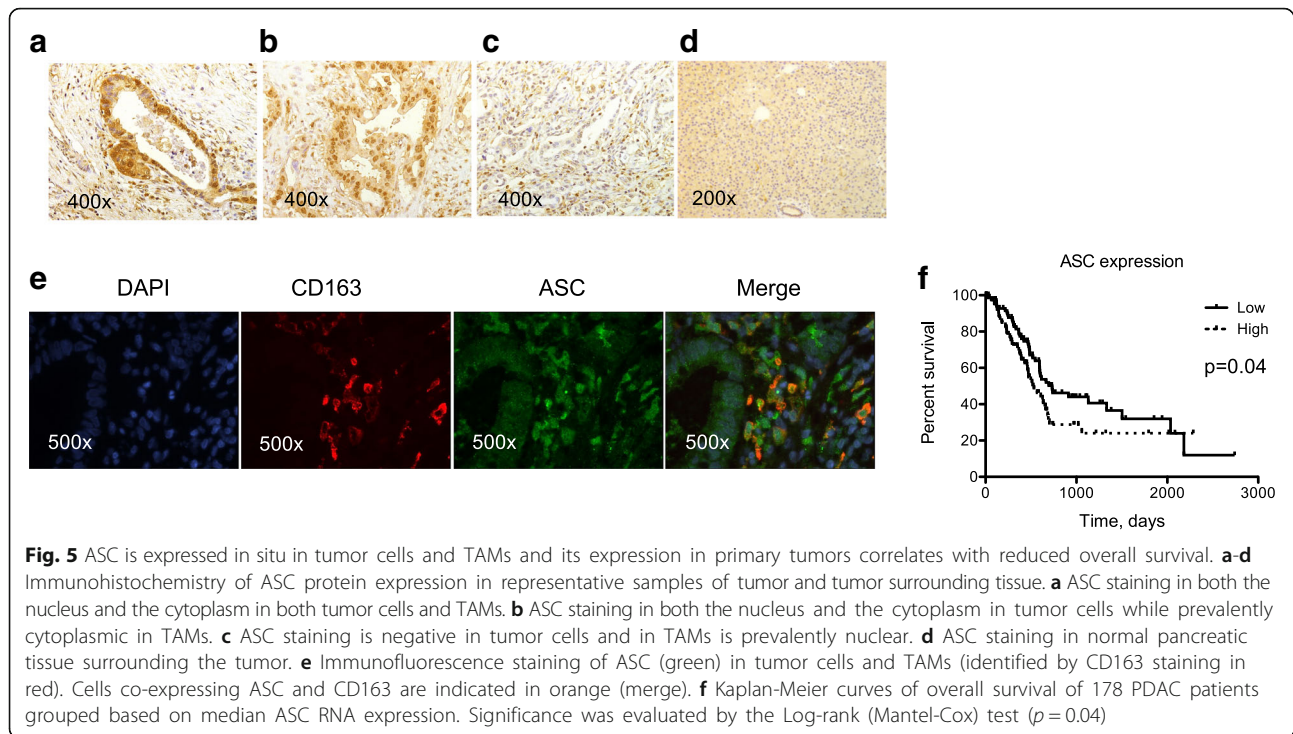 a b c d
400x 400x 400x 200x
e DAPI CD163 ASC Merge
500x 500x 500x 500x
f
ASC expression
Percent survival
100
80
60
40
20
0
0 1000 2000 3000
Time, days
Low
High
p=0.04
Fig. 5 ASC is expressed in situ in tumor cells and TAMs and its expression in primary tumors correlates with reduced overall survival. a-d
Immunohistochemistry of ASC protein expression in representative samples of tumor and tumor surrounding tissue. a ASC staining in both the
nucleus and the cytoplasm in both tumor cells and TAMs. b ASC staining in both the nucleus and the cytoplasm in tumor cells while prevalently
cytoplasmic in TAMs. c ASC staining is negative in tumor cells and in TAMs is prevalently nuclear. d ASC staining in normal pancreatic
tissue surrounding the tumor. e Immunofluorescence staining of ASC (green) in tumor cells and TAMs (identified by CD163 staining in
red). Cells co-expressing ASC and CD163 are indicated in orange (merge). f Kaplan-Meier curves of overall survival of 178 PDAC patients
grouped based on median ASC RNA expression. Significance was evaluated by the Log-rank (Mantel-Cox) test (p = 0.04)